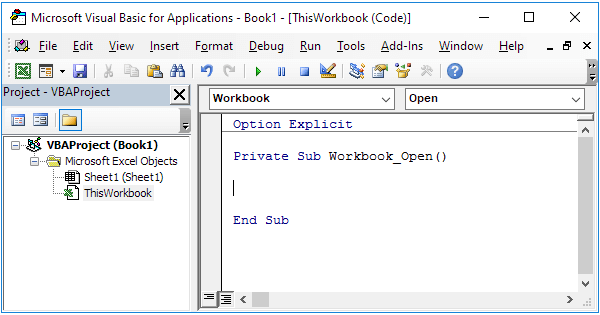 Microsoft Visual Basic for Applications - Book1 - [ThisWorkbook (Code)]
File Edit View Insert Format Debug Run Tools Add-Ins Window Help
Project - VBAProject
Workbook
Open
VBAProject (Book1)
Microsoft Excel Objects
Sheet1 (Sheet1)
ThisWorkbook
Option Explicit
Private Sub Workbook_Open()
End Sub